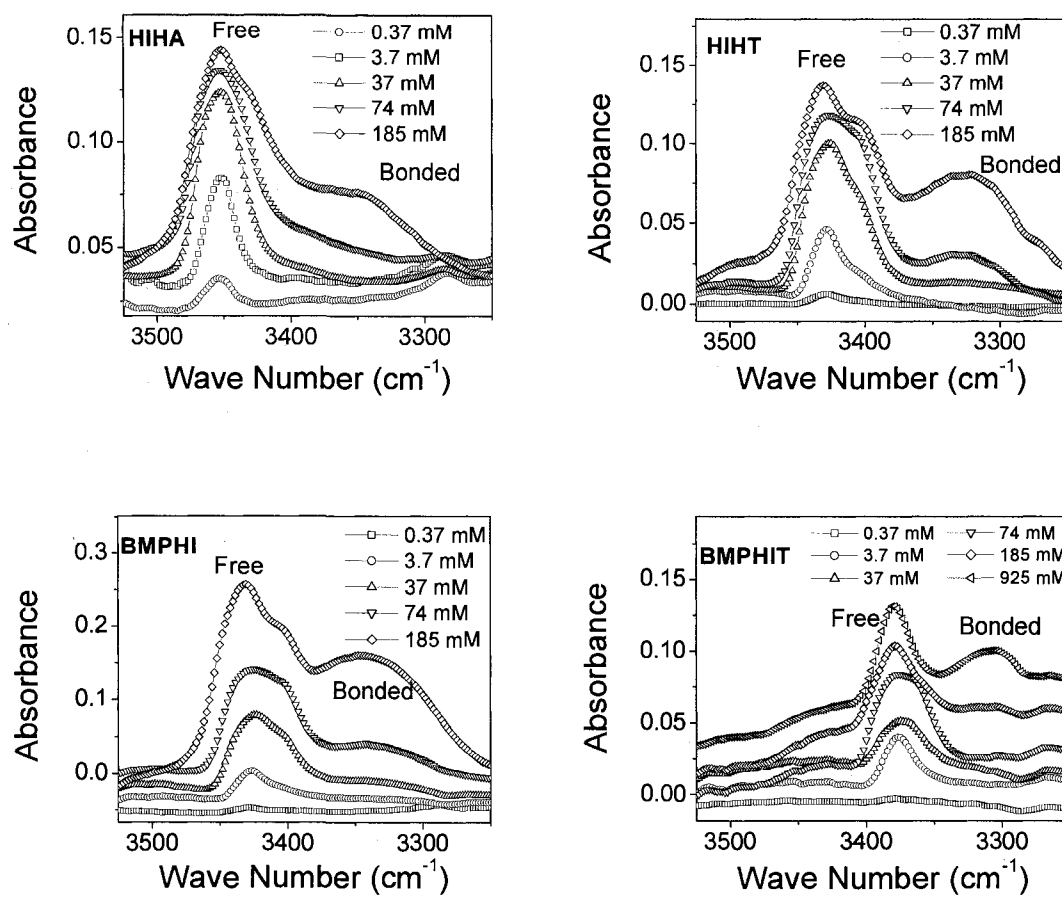 HIHA
Free
0.37 mM
3.7 mM
37 mM
74 mM
185 mM
Bonded
0.15
0.10
0.05
Absorbance
3500
3400
3300
Wave Number (cm⁻¹)
HIHT
Free
0.37 mM
3.7 mM
37 mM
74 mM
185 mM
Bonded
0.15
0.10
0.05
0.00
Absorbance
3500
3400
3300
Wave Number (cm⁻¹)
BMPHI
Free
0.37 mM
3.7 mM
37 mM
74 mM
185 mM
Bonded
0.3
0.2
0.1
0.0
Absorbance
3500
3400
3300
Wave Number (cm⁻¹)
BMPHIT
0.37 mM
3.7 mM
37 mM
74 mM
185 mM
925 mM
Free
Bonded
0.15
0.10
0.05
0.00
Absorbance
3500
3400
3300
Wave Number (cm⁻¹)